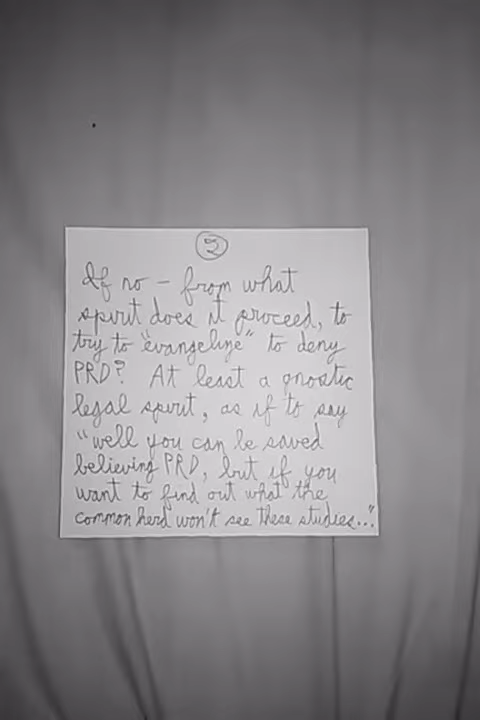 2
If no - from what
spirit does it proceed, to
try to "evangelize" to deny
PRD? At least a gnostic
legal spirit, as if to say
"well you can be saved
believing PRD, but if you
want to find out what the
common herd won't see these studies..."